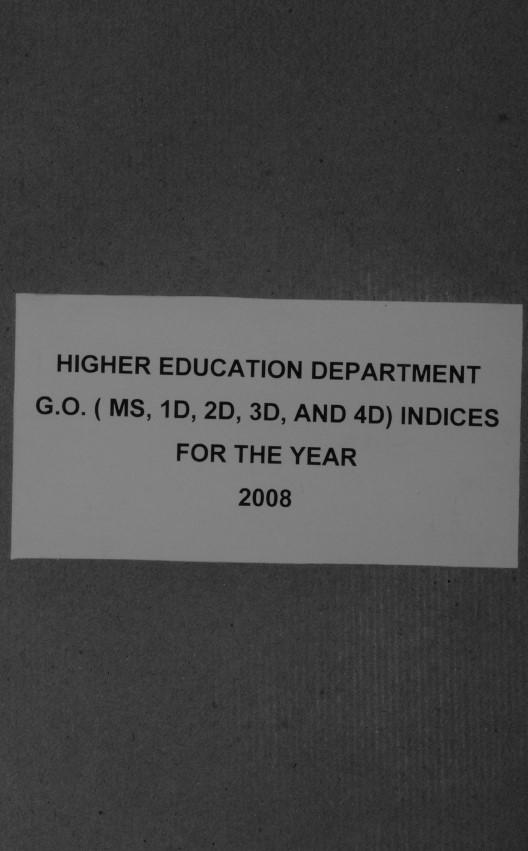 HIGHER EDUCATION DEPARTMENT
G.O. ( MS, 1D, 2D, 3D, AND 4D) INDICES
FOR THE YEAR
2008